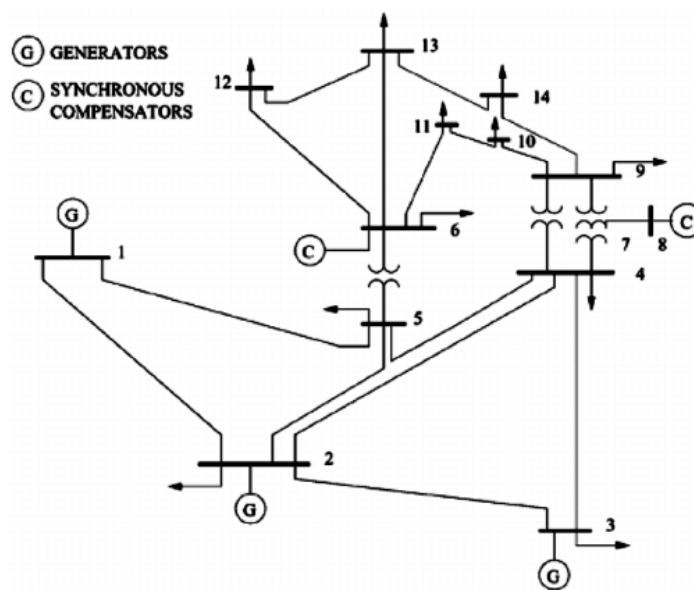 G GENERATORS
C SYNCHRONOUS
COMPENSATORS
13
12
14
11
10
9
G
C
6
7
8
C
1
4
5
2
G
3
G